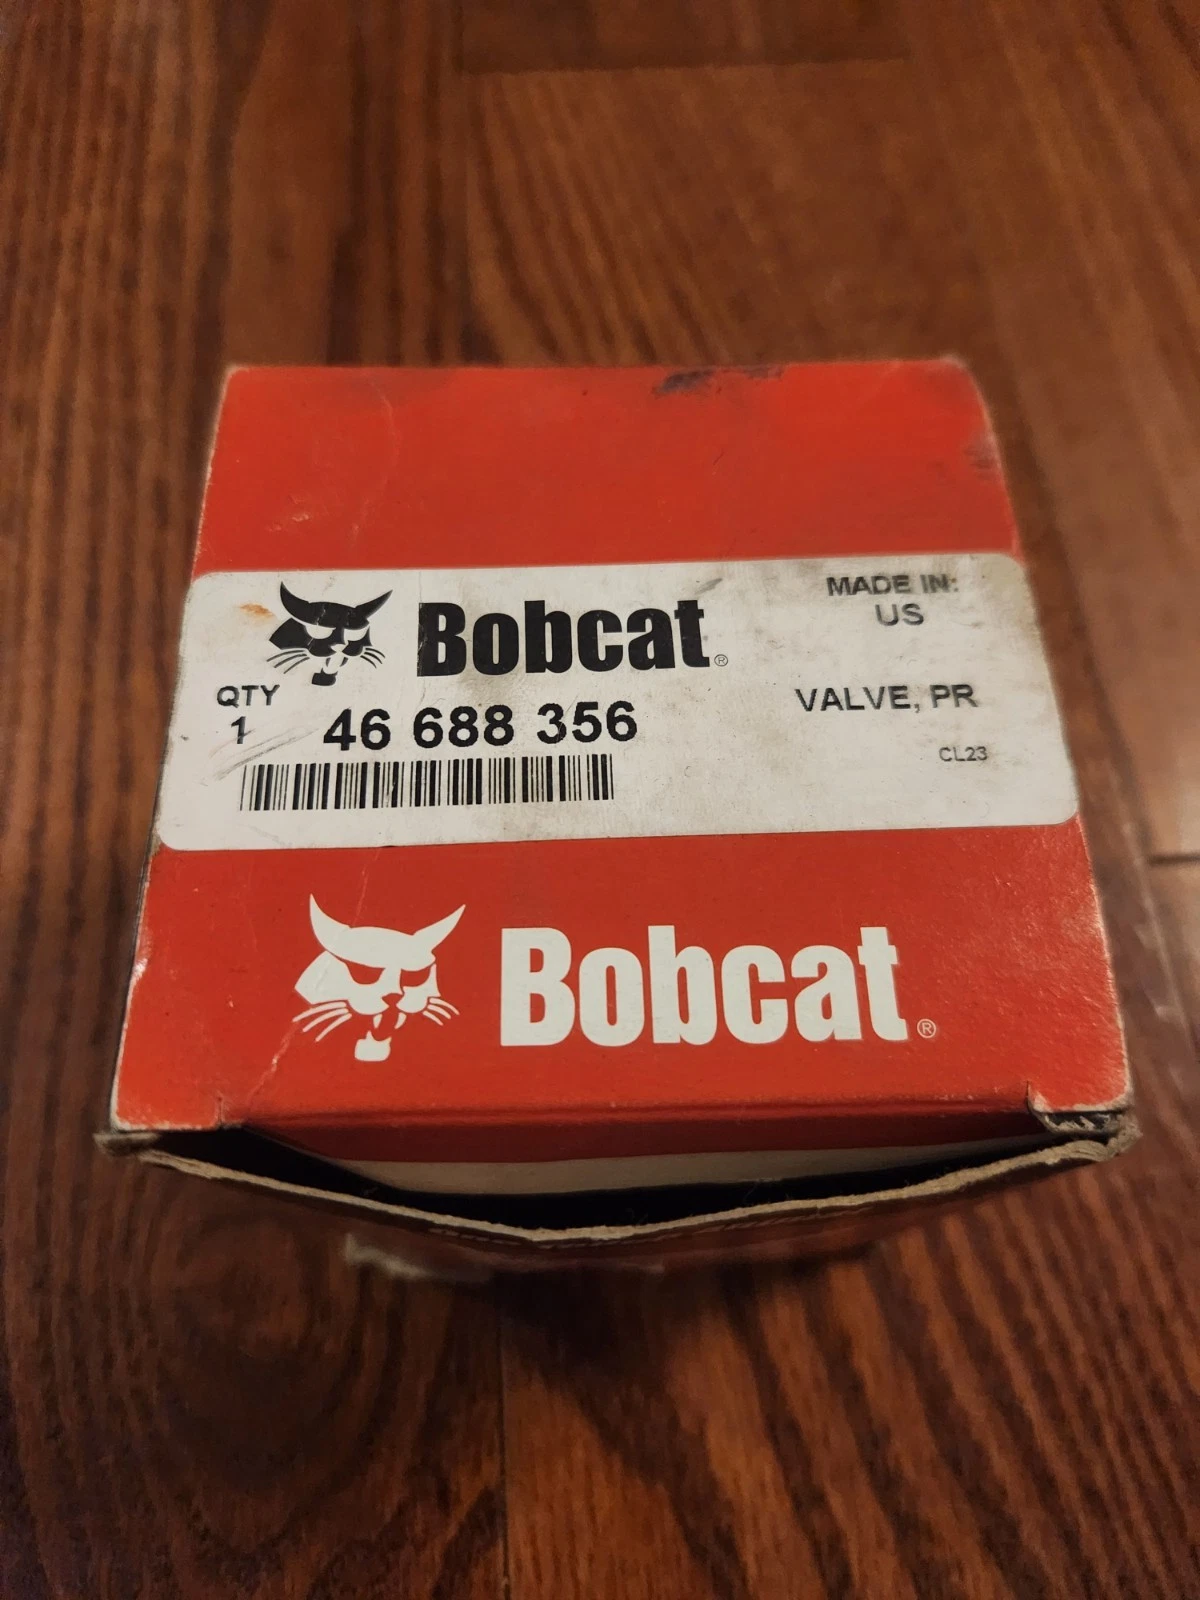 Bobcat®
MADE IN:
US
QTY
1
46 688 356
VALVE, PR
CL23
Bobcat®